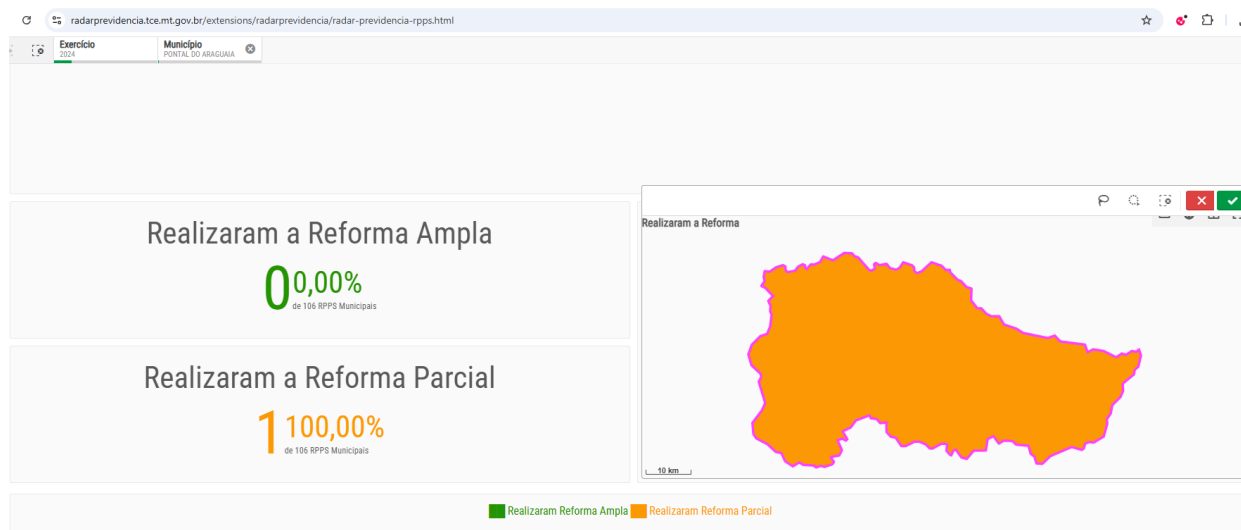 radarprevidencia.tce.mt.gov.br/extensions/radarprevidencia/radar-previdencia-rpps.html
Exercício
2024
Município
PONTAL DO ARAGUAIA
Realizaram a Reforma Ampla
0 0,00%
de 106 RPPS Municipais
Realizaram a Reforma Parcial
1 100,00%
de 106 RPPS Municipais
Realizaram a Reforma
10 km
Realizaram Reforma Ampla Realizaram Reforma Parcial